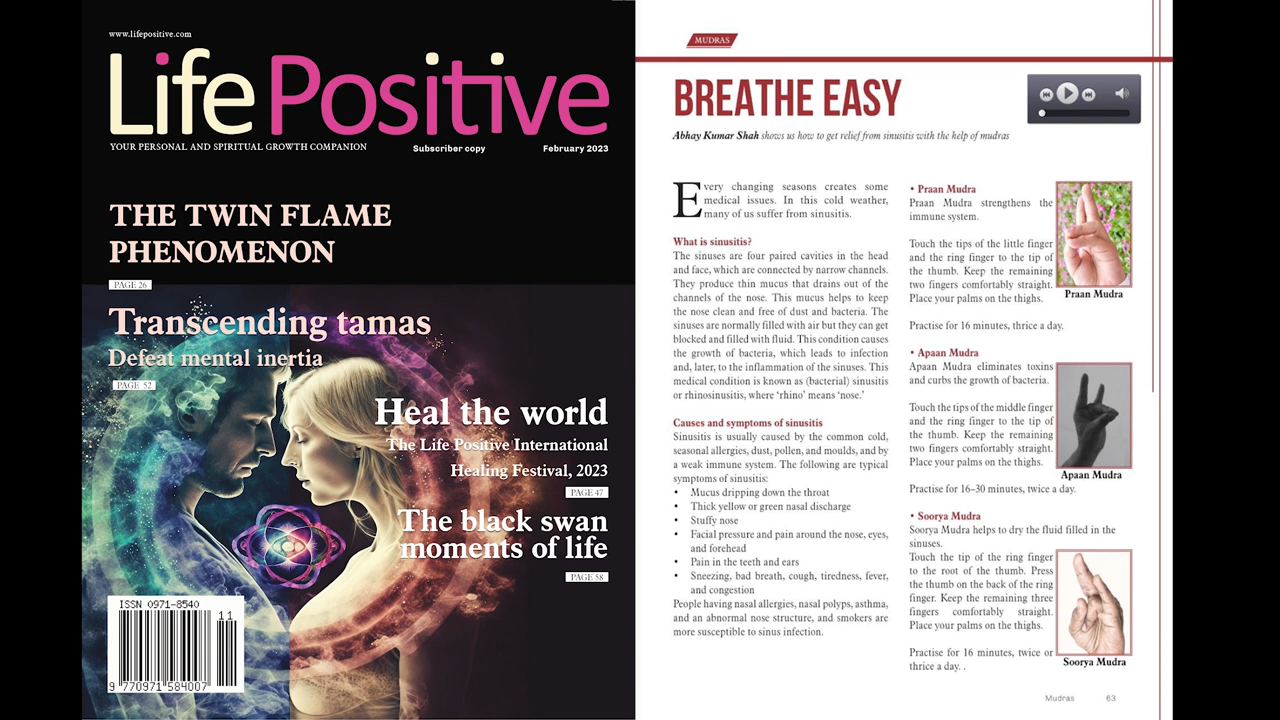 www.lifepositive.com
Life Positive
YOUR PERSONAL AND SPIRITUAL GROWTH COMPANION
Subscriber copy
February 2023
THE TWIN FLAME
PHENOMENON
PAGE 26
Transcending tamas
Defeat mental inertia
PAGE 52
Heal the world
The Life Positive International
Healing Festival, 2023
PAGE 47
The black swan
moments of life
PAGE 58
ISSN 0971-8540
11
9 770971 584007
MUDRAS
BREATHE EASY
Abhay Kumar Shah shows us how to get relief from sinusitis with the help of mudras
Every changing seasons creates some
medical issues. In this cold weather,
many of us suffer from sinusitis.
What is sinusitis?
The sinuses are four paired cavities in the head
and face, which are connected by narrow channels.
They produce thin mucus that drains out of the
channels of the nose. This mucus helps to keep
the nose clean and free of dust and bacteria. The
sinuses are normally filled with air but they can get
blocked and filled with fluid. This condition causes
the growth of bacteria, which leads to infection
and, later, to the inflammation of the sinuses. This
medical condition is known as (bacterial) sinusitis
or rhinosinusitis, where ‘rhino’ means ‘nose.’
Causes and symptoms of sinusitis
Sinusitis is usually caused by the common cold,
seasonal allergies, dust, pollen, and moulds, and by
a weak immune system. The following are typical
symptoms of sinusitis:
• Mucus dripping down the throat
• Thick yellow or green nasal discharge
• Stuffy nose
• Facial pressure and pain around the nose, eyes,
and forehead
• Pain in the teeth and ears
• Sneezing, bad breath, cough, tiredness, fever,
and congestion
People having nasal allergies, nasal polyps, asthma,
and an abnormal nose structure, and smokers are
more susceptible to sinus infection.
• Praan Mudra
Praan Mudra strengthens the
immune system.
Touch the tips of the little finger
and the ring finger to the tip of
the thumb. Keep the remaining
two fingers comfortably straight.
Place your palms on the thighs.
Praan Mudra
Practise for 16 minutes, thrice a day.
• Apaan Mudra
Apaan Mudra eliminates toxins
and curbs the growth of bacteria.
Touch the tips of the middle finger
and the ring finger to the tip of
the thumb. Keep the remaining
two fingers comfortably straight.
Place your palms on the thighs.
Apaan Mudra
Practise for 16–30 minutes, twice a day.
• Soorya Mudra
Soorya Mudra helps to dry the fluid filled in the
sinuses.
Touch the tip of the ring finger
to the root of the thumb. Press
the thumb on the back of the ring
finger. Keep the remaining three
fingers comfortably straight.
Place your palms on the thighs.
Soorya Mudra
Practise for 16 minutes, twice or
thrice a day. .
Mudras 63